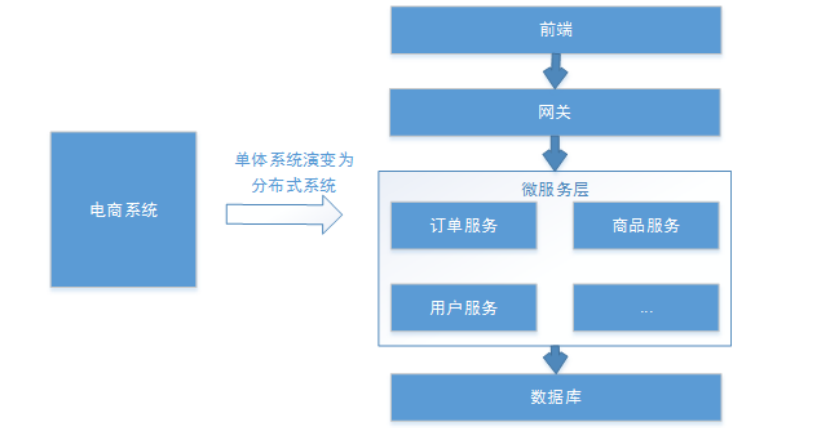 前端
网关
单体系统演变为
分布式系统
电商系统
微服务层
订单服务
商品服务
用户服务
...
数据库